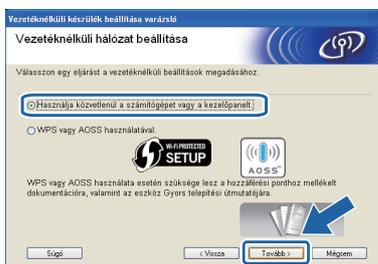 Vezetéknélküli készülék beállítása varázsló
Vezetéknélküli hálózat beállítása
Válasszon egy eljárást a vezetéknélküli beállítások megadásához.
Használja közvetlenül a számítógépet vagy a kezelőpanelt.
WPS vagy AOSS használatával.
Wi-Fi PROTECTED
SETUP
AOSS™
WPS vagy AOSS használata esetén szüksége lesz a hozzáférési ponthoz mellékelt
dokumentációra, valamint az eszköz Gyors telepítési útmutatójára.
Súgó
< Vissza
Tovább >
Mégsem